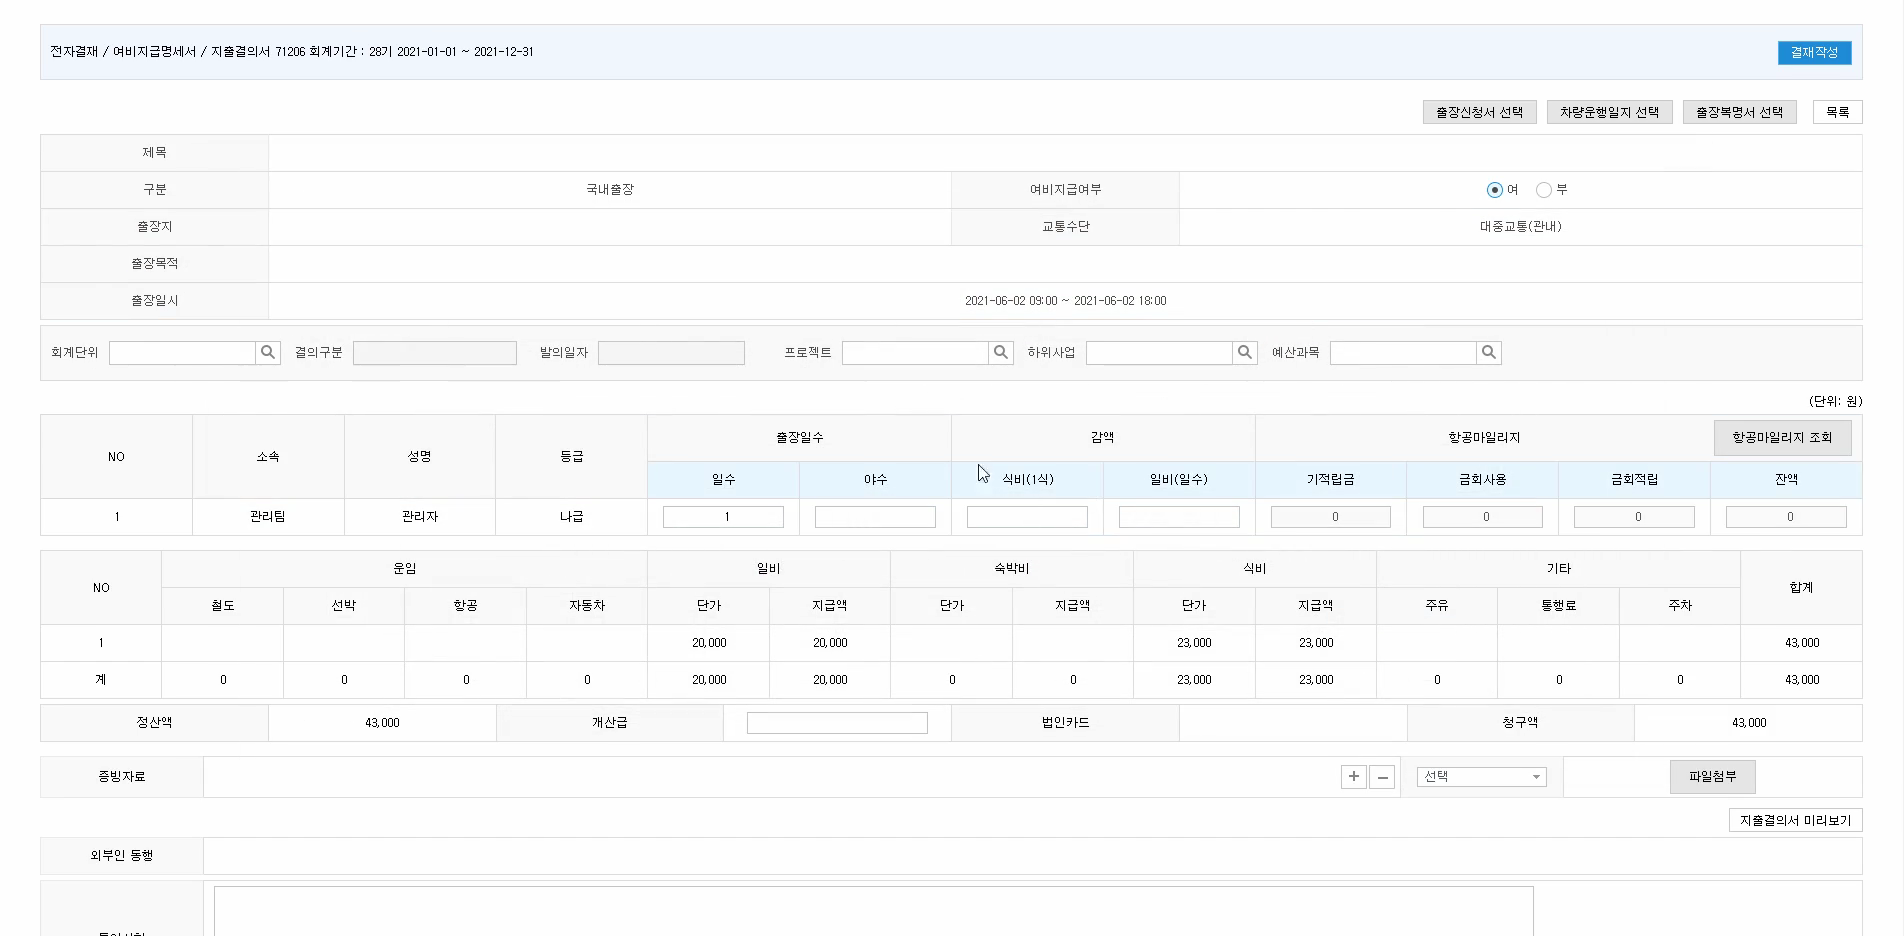 전자결재 / 여비지급명세서 / 지출결의서 71206 회계기간 : 28기 2021-01-01 ~ 2021-12-31
결재작성
출장신청서 선택 차량운행일지 선택 출장복명서 선택 목록
제목
구분 국내출장 여비지급여부 여 부
출장지 교통수단 대중교통(관내)
출장목적
출장일시 2021-06-02 09:00 ~ 2021-06-02 18:00
회계단위 결의구분 발의일자 프로젝트 하위사업 예산과목
(단위: 원)
NO 소속 성명 등급 출장일수 감액 항공마일리지 항공마일리지 조회
일수 야수 식비(1식) 일비(일수) 기적립금 금회사용 금회적립 잔액
1 관리팀 관리자 나급 1 0 0 0 0
NO 운임 일비 숙박비 식비 기타 합계
철도 선박 항공 자동차 단가 지급액 단가 지급액 단가 지급액 주유 통행료 주차
1 20,000 20,000 23,000 23,000 43,000
계 0 0 0 0 20,000 20,000 0 0 23,000 23,000 0 0 0 43,000
정산액 43,000 개산급 법인카드 청구액 43,000
증빙자료 + - 선택 파일첨부
지출결의서 미리보기
외부인 동행